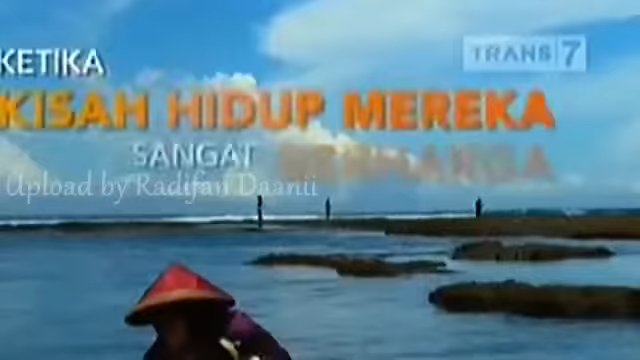 KETIKA
TRANS 7
KISAH HIDUP MEREKA
SANGAT
Upload by Radifan Daanii